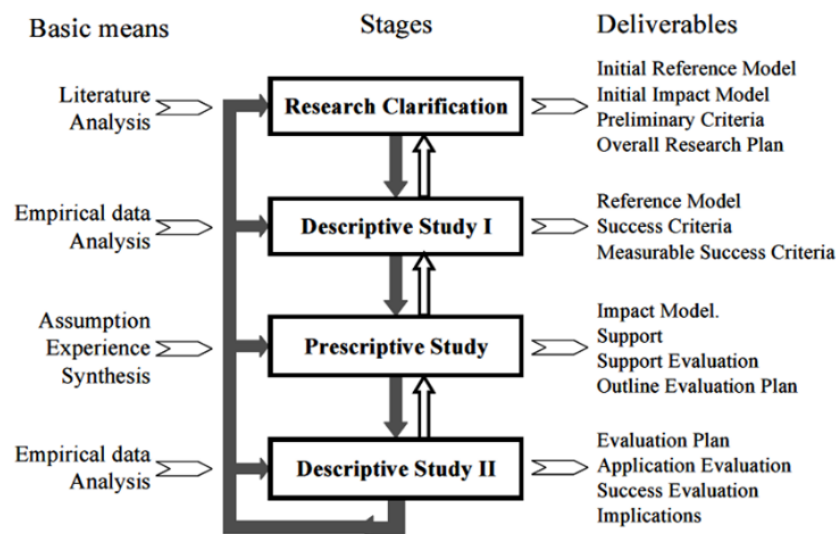 Basic means
Stages
Deliverables
Literature
Analysis
Research Clarification
Initial Reference Model
Initial Impact Model
Preliminary Criteria
Overall Research Plan
Empirical data
Analysis
Descriptive Study I
Reference Model
Success Criteria
Measurable Success Criteria
Assumption
Experience
Synthesis
Prescriptive Study
Impact Model.
Support
Support Evaluation
Outline Evaluation Plan
Empirical data
Analysis
Descriptive Study II
Evaluation Plan
Application Evaluation
Success Evaluation
Implications